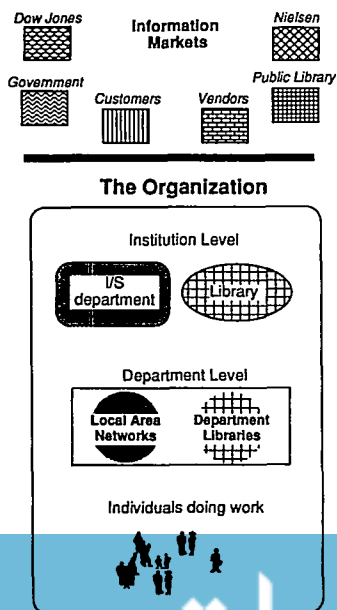 Dow Jones
Information
Markets
Nielsen
Government
Customers
Vendors
Public Library
The Organization
Institution Level
I/S
department
Library
Department Level
Local Area
Networks
Department
Libraries
Individuals doing work